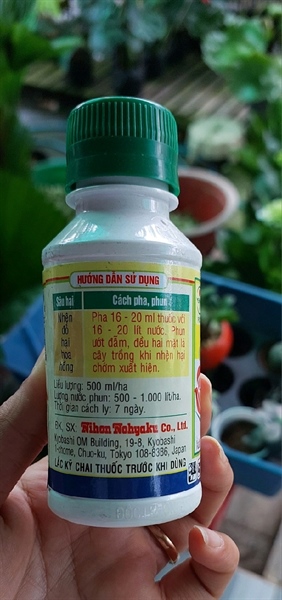 HƯỚNG DẪN SỬ DỤNG
Sâu hại Cách pha, phun
Nhện đỏ hại hoa hồng
Pha 16 - 20 ml thuốc với
16 - 20 lít nước. Phun
ướt đẫm, đều hai mặt lá
cây trồng khi nhện hại
chớm xuất hiện.
Liều lượng: 500 ml/ha
Lượng nước phun: 500 - 1.000 lít/ha.
Thời gian cách ly: 7 ngày.
ĐK, SX: Nihon Nohyaku Co., Ltd.
Kyobashi OM Building, 19-8, Kyobashi
1-chome, Chuo-ku, Tokyo 108-8386, Japan
LẮC KỸ CHAI THUỐC TRƯỚC KHI DÙNG